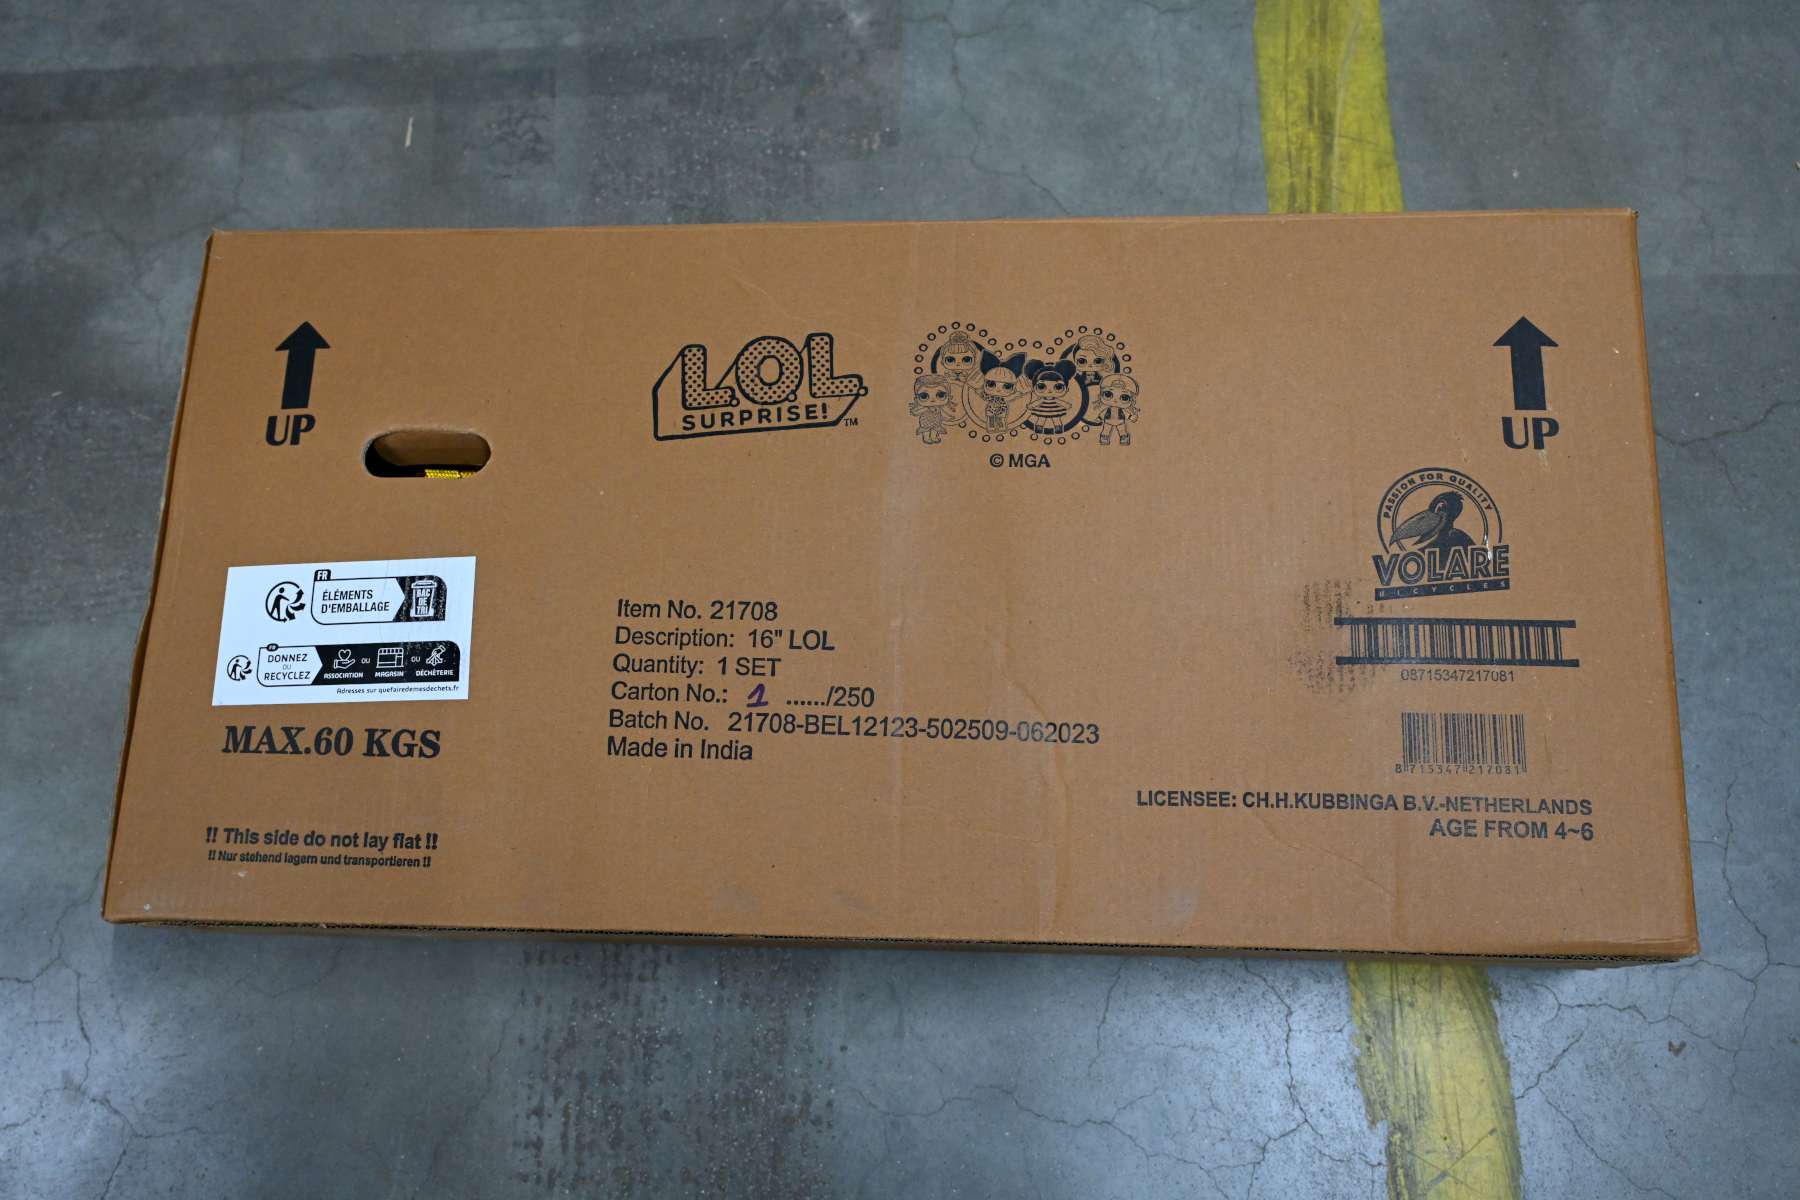 UP
L.O.L.
SURPRISE!™
© MGA
UP
PASSION FOR QUALITY
VOLARE
BICYCLES
FR
ÉLÉMENTS
D'EMBALLAGE
BAC
DE
TRI
FR
DONNEZ
OU
RECYCLEZ
ASSOCIATION
OU
MAGASIN
OU
DÉCHÈTERIE
Adresses sur quefairedemesdechets.fr
MAX.60 KGS
!! This side do not lay flat !!
!! Nur stehend lagern und transportieren !!
Item No. 21708
Description: 16" LOL
Quantity: 1 SET
Carton No.: 1 ....../250
Batch No. 21708-BEL12123-502509-062023
Made in India
08715347217081
8 715347 217081
LICENSEE: CH.H.KUBBINGA B.V.-NETHERLANDS
AGE FROM 4~6